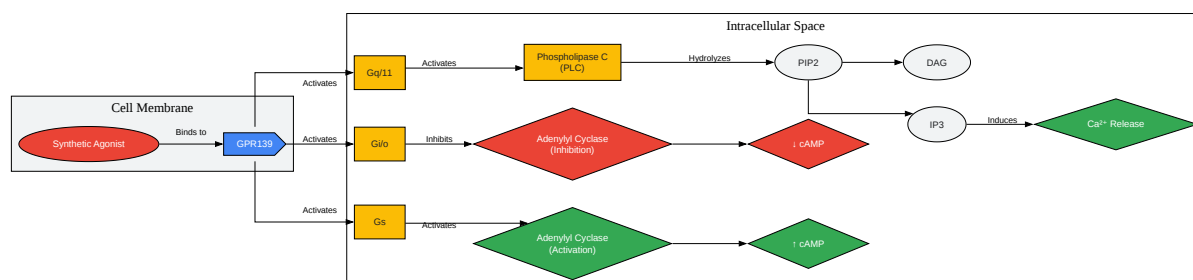 Intracellular Space
Cell Membrane
Synthetic Agonist
Binds to
GPR139
Activates
Gq/11
Activates
Phospholipase C
(PLC)
Hydrolyzes
PIP2
DAG
IP3
Induces
Ca²⁺ Release
Activates
Gi/o
Inhibits
Adenylyl Cyclase
(Inhibition)
↓ cAMP
Activates
Gs
Activates
Adenylyl Cyclase
(Activation)
↑ cAMP